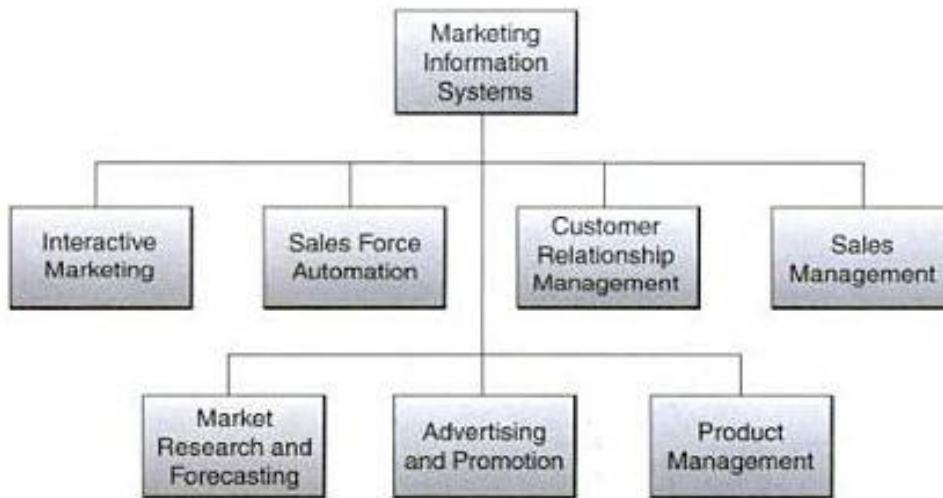 Marketing
Information
Systems
Interactive
Marketing
Sales Force
Automation
Customer
Relationship
Management
Sales
Management
Market
Research and
Forecasting
Advertising
and Promotion
Product
Management